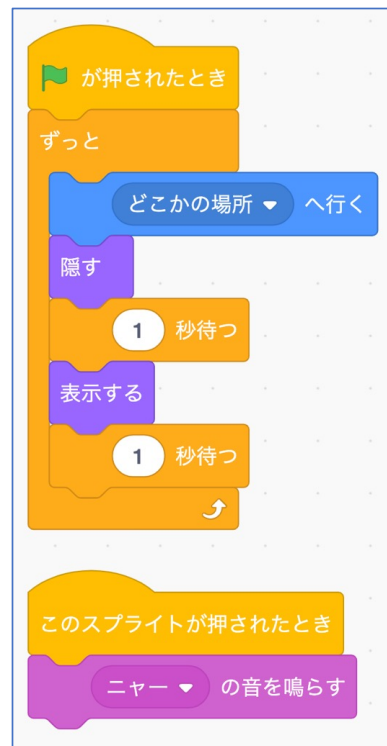 が押されたとき
ずっと
どこかの場所 へ行く
隠す
1 秒待つ
表示する
1 秒待つ
このスプライトが押されたとき
ニャー の音を鳴らす